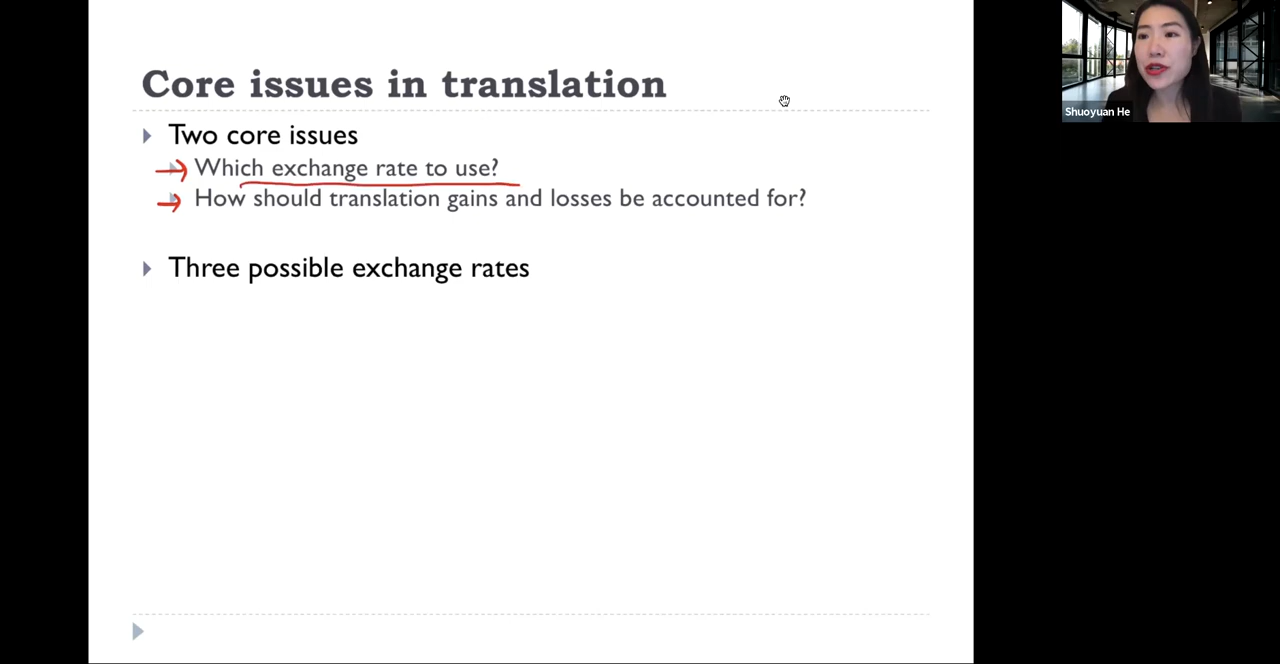 Core issues in translation
Two core issues
Which exchange rate to use?
How should translation gains and losses be accounted for?
Three possible exchange rates
Shuoyuan He